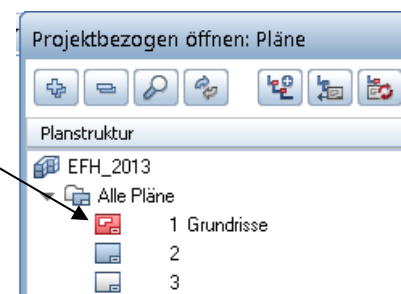 Projektbezogen öffnen: Pläne
Planstruktur
EFH_2013
Alle Pläne
1 Grundrisse
2
3